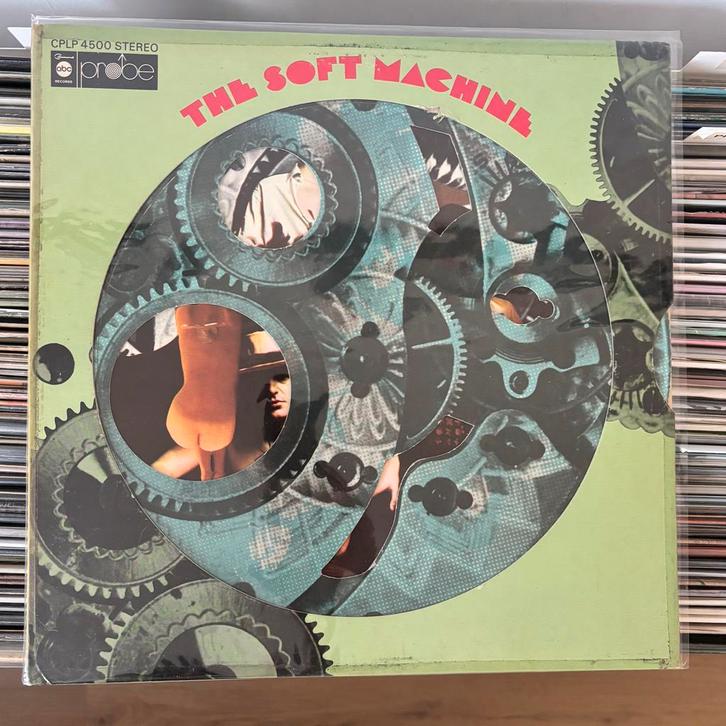 CPLP 4500 STEREO
abc
RECORDS
probe
THE SOFT MACHINE